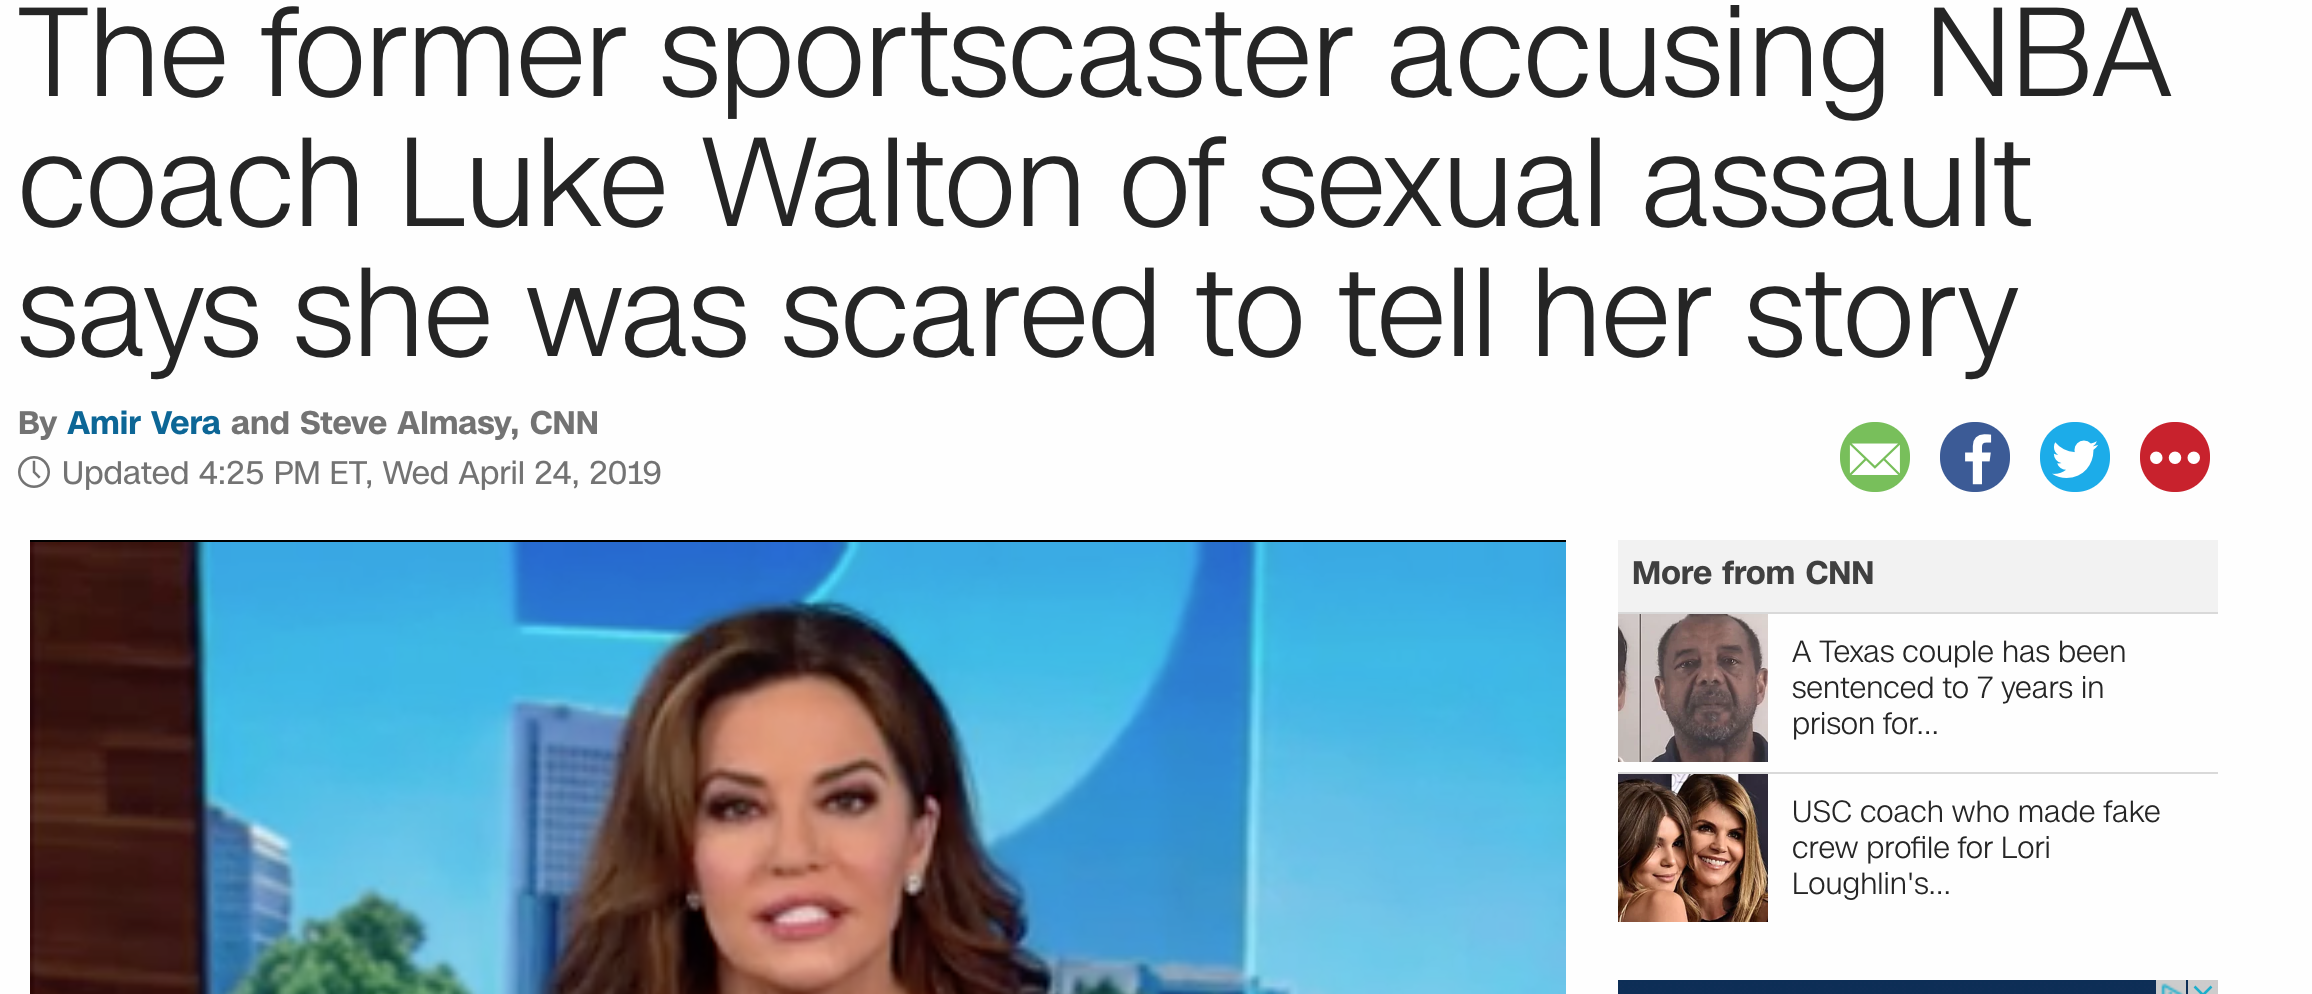 The former sportscaster accusing NBA
coach Luke Walton of sexual assault
says she was scared to tell her story
By Amir Vera and Steve Almasy, CNN
Updated 4:25 PM ET, Wed April 24, 2019
More from CNN
A Texas couple has been
sentenced to 7 years in
prison for...
USC coach who made fake
crew profile for Lori
Loughlin's...